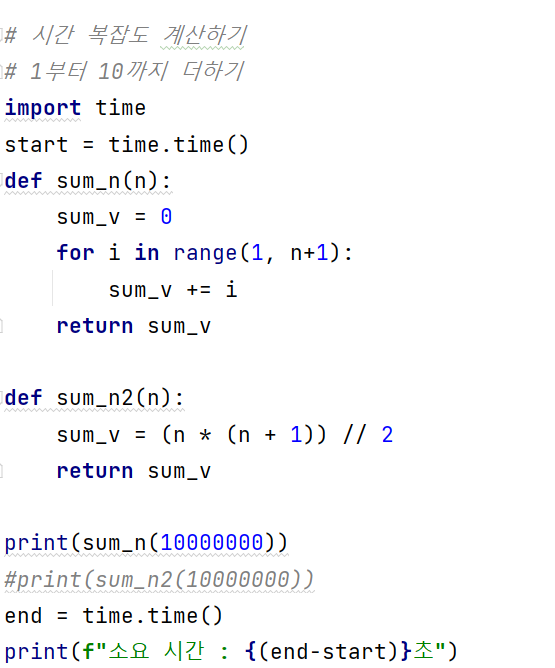 # 시간 복잡도 계산하기
# 1부터 10까지 더하기
import time
start = time.time()
def sum_n(n):
    sum_v = 0
    for i in range(1, n+1):
        sum_v += i
    return sum_v

def sum_n2(n):
    sum_v = (n * (n + 1)) // 2
    return sum_v

print(sum_n(10000000))
#print(sum_n2(10000000))
end = time.time()
print(f"소요 시간 : {(end-start)}초")